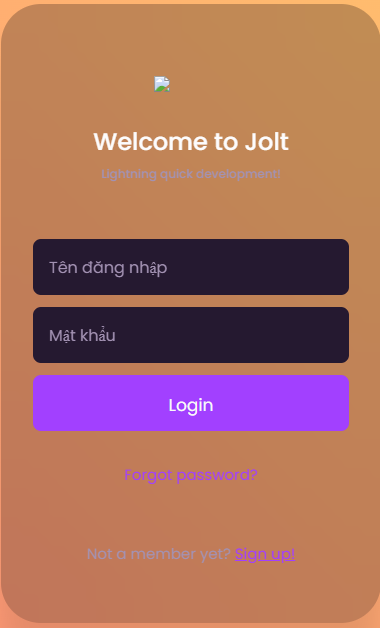 Welcome to Jolt
Lightning quick development!
Tên đăng nhập
Mật khẩu
Login
Forgot password?
Not a member yet? Sign up!